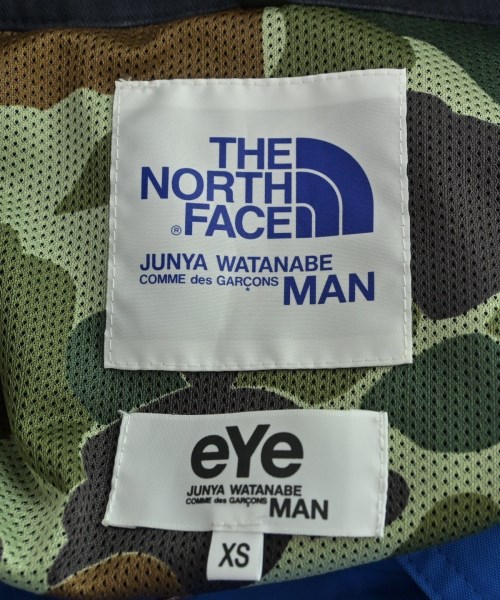 THE
NORTH
® FACE
JUNYA WATANABE
COMME des GARÇONS MAN
eYe
JUNYA WATANABE
COMME des GARÇONS MAN
XS